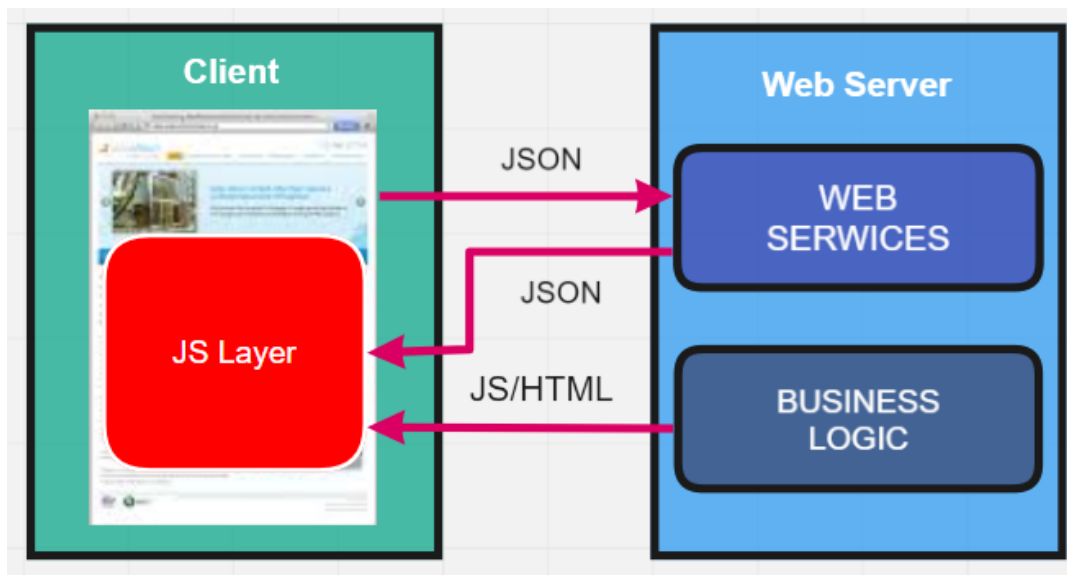 Client
Web Server
JSON
WEB
SERWICES
JSON
JS Layer
JS/HTML
BUSINESS
LOGIC